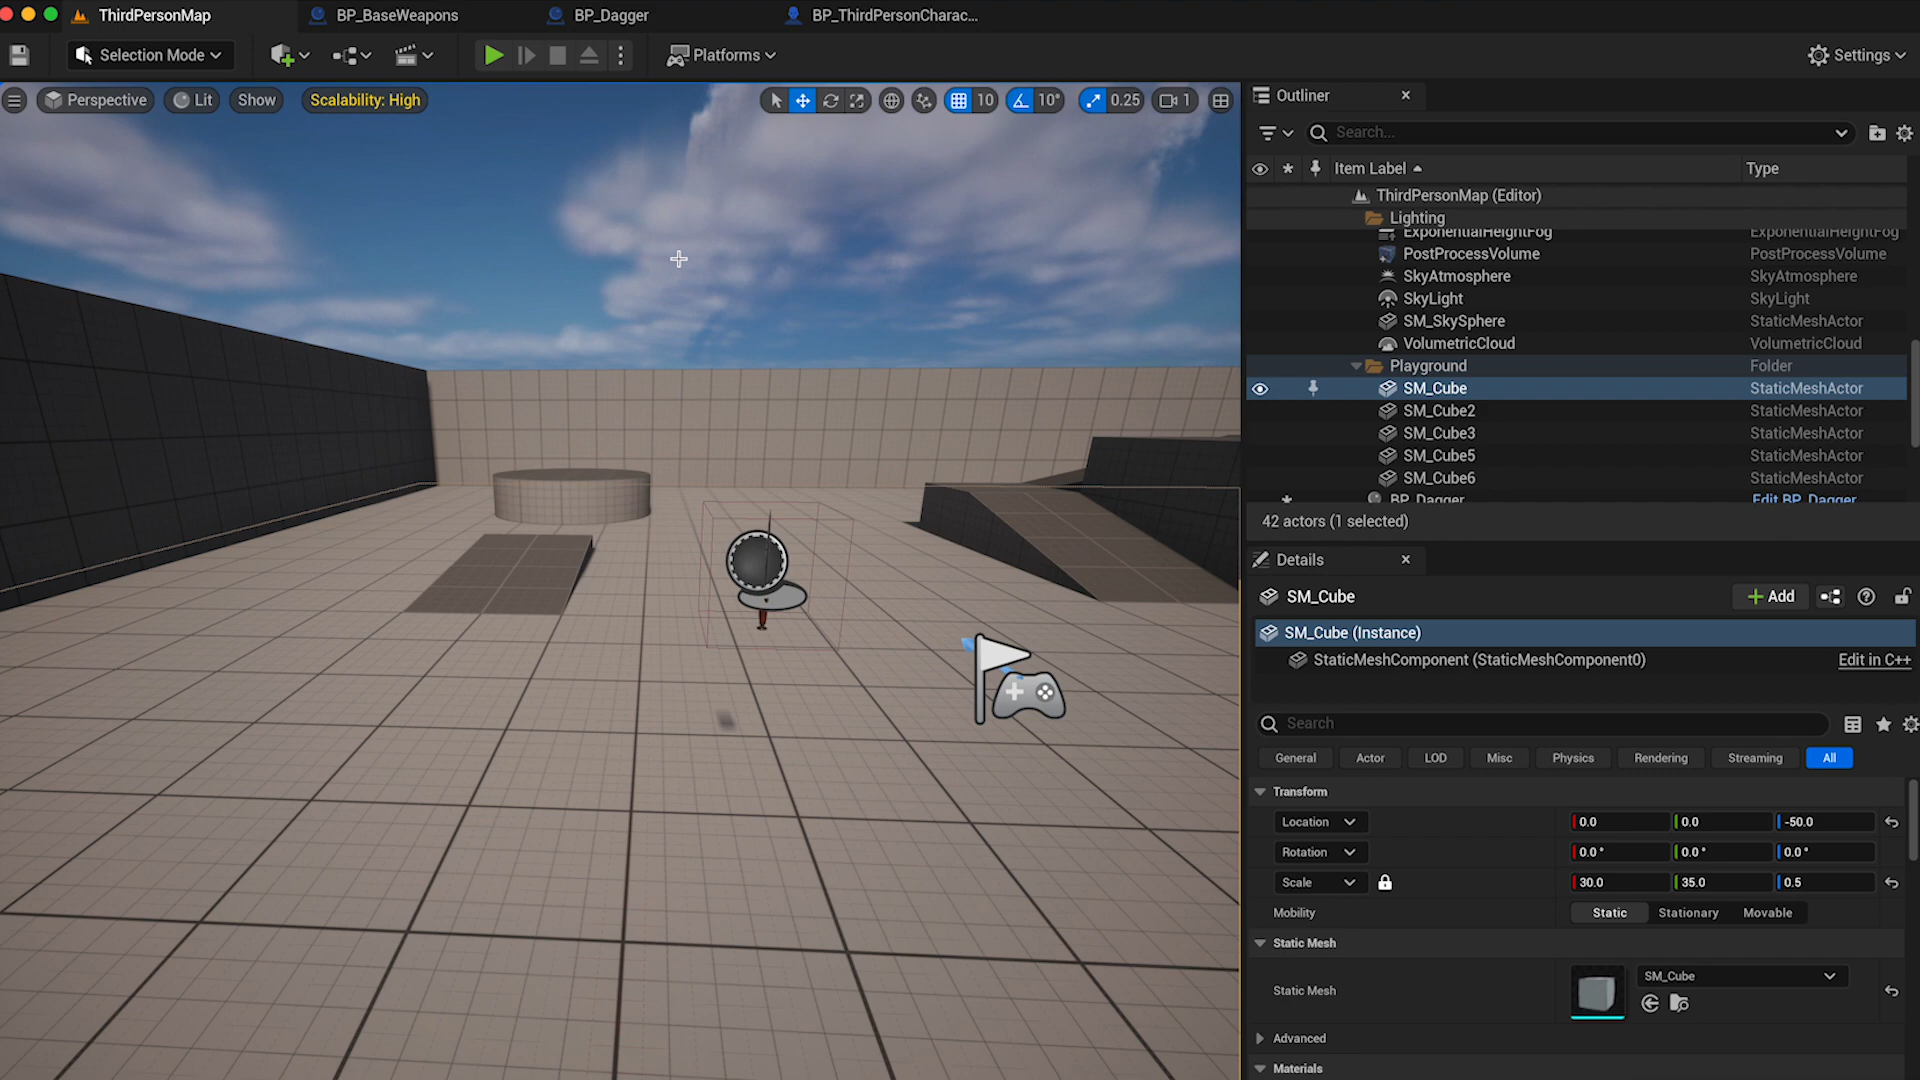 ThirdPersonMap
BP_BaseWeapons
BP_Dagger
BP_ThirdPersonCharac...
Selection Mode
Platforms
Settings
Perspective
Lit
Show
Scalability: High
10
10°
0.25
1
Outliner
Search...
Item Label
Type
ThirdPersonMap (Editor)
Lighting
ExponentialHeightFog ExponentialHeightFog
PostProcessVolume PostProcessVolume
SkyAtmosphere SkyAtmosphere
SkyLight SkyLight
SM_SkySphere StaticMeshActor
VolumetricCloud VolumetricCloud
Playground Folder
SM_Cube StaticMeshActor
SM_Cube2 StaticMeshActor
SM_Cube3 StaticMeshActor
SM_Cube5 StaticMeshActor
SM_Cube6 StaticMeshActor
BP_Dagger Edit BP_Dagger
42 actors (1 selected)
Details
SM_Cube
Add
SM_Cube (Instance)
StaticMeshComponent (StaticMeshComponent0) Edit in C++
Search
General Actor LOD Misc Physics Rendering Streaming All
Transform
Location 0.0 0.0 -50.0
Rotation 0.0° 0.0° 0.0°
Scale 30.0 35.0 0.5
Mobility Static Stationary Movable
Static Mesh
Static Mesh SM_Cube
Advanced
Materials